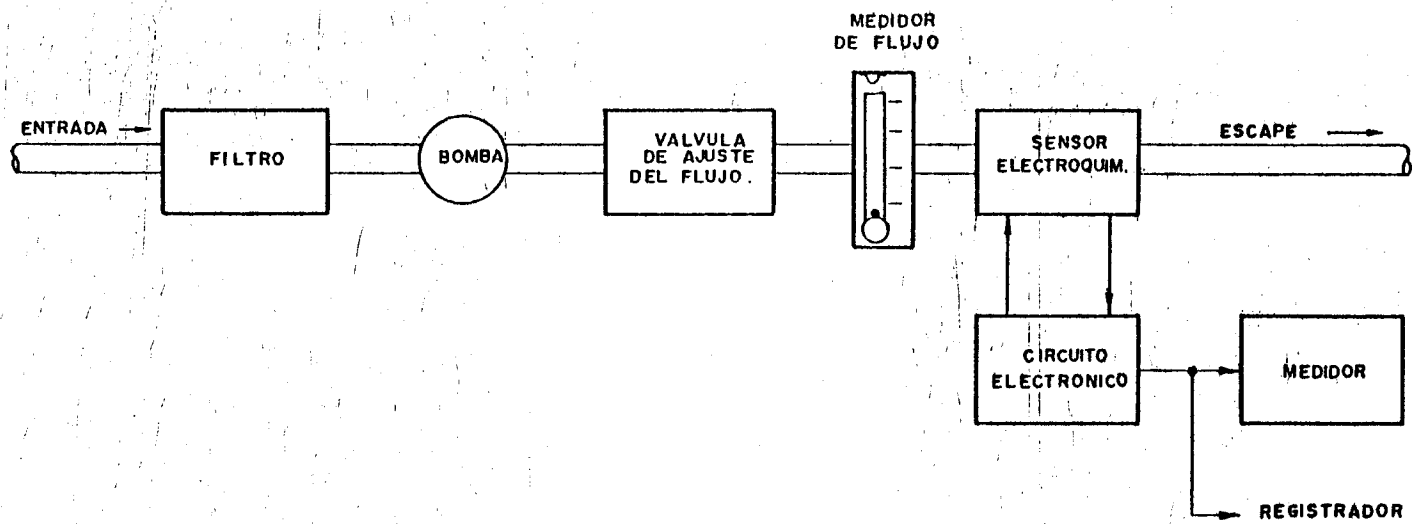 MEDIDOR
DE FLUJO
ENTRADA
FILTRO
BOMBA
VALVULA
DE AJUSTE
DEL FLUJO.
SENSOR
ELECTROQUIM.
ESCAPE
CIRCUITO
ELECTRONICO
MEDIDOR
REGISTRADOR